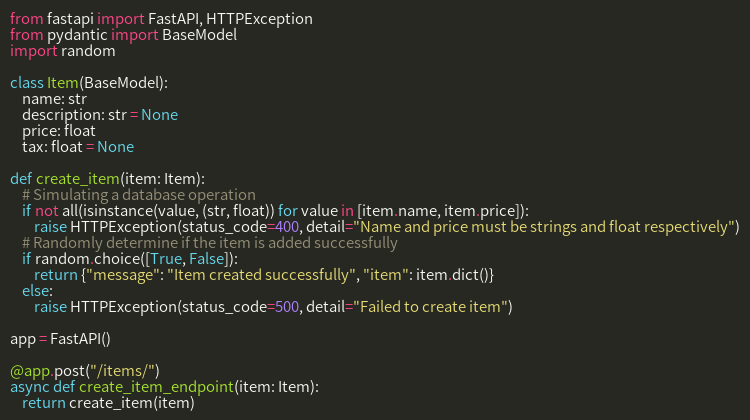 from fastapi import FastAPI, HTTPException
from pydantic import BaseModel
import random

class Item(BaseModel):
    name: str
    description: str = None
    price: float
    tax: float = None

def create_item(item: Item):
    # Simulating a database operation
    if not all(isinstance(value, (str, float)) for value in [item.name, item.price]):
        raise HTTPException(status_code=400, detail="Name and price must be strings and float respectively")
    # Randomly determine if the item is added successfully
    if random.choice([True, False]):
        return {"message": "Item created successfully", "item": item.dict()}
    else:
        raise HTTPException(status_code=500, detail="Failed to create item")

app = FastAPI()

@app.post("/items/")
async def create_item_endpoint(item: Item):
    return create_item(item)